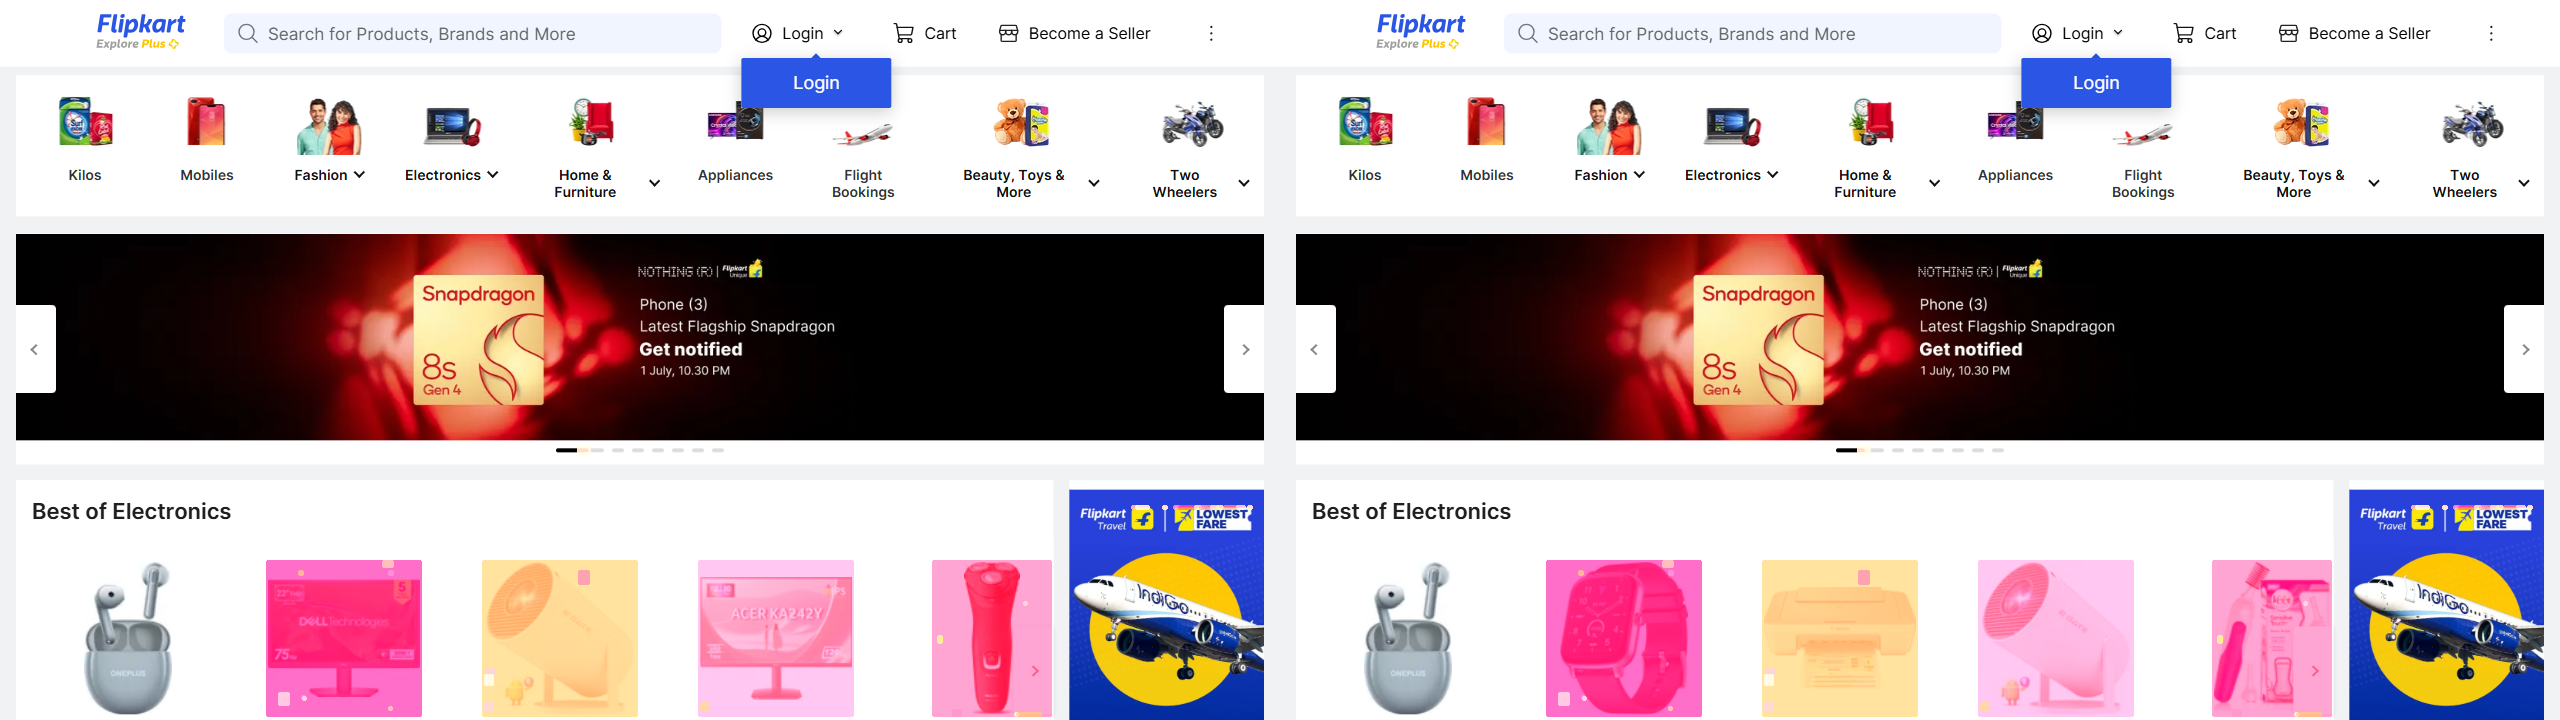 Flipkart
Explore Plus
Search for Products, Brands and More
Login
Cart
Become a Seller
Login
Kilos
Mobiles
Fashion
Electronics
Home &
Furniture
Appliances
Flight
Bookings
Beauty, Toys &
More
Two
Wheelers
NOTHING (R) | Flipkart
Unique
Snapdragon
8s
Gen 4
Phone (3)
Latest Flagship Snapdragon
Get notified
1 July, 10.30 PM
Best of Electronics
ONEPLUS
DELLTechnologies
75
ACER KA242Y
Flipkart
Travel
LOWEST
FARE
IndiGo
Flipkart
Explore Plus
Search for Products, Brands and More
Login
Cart
Become a Seller
Login
Kilos
Mobiles
Fashion
Electronics
Home &
Furniture
Appliances
Flight
Bookings
Beauty, Toys &
More
Two
Wheelers
NOTHING (R) | Flipkart
Unique
Snapdragon
8s
Gen 4
Phone (3)
Latest Flagship Snapdragon
Get notified
1 July, 10.30 PM
Best of Electronics
ONEPLUS
Flipkart
Travel
LOWEST
FARE
IndiGo